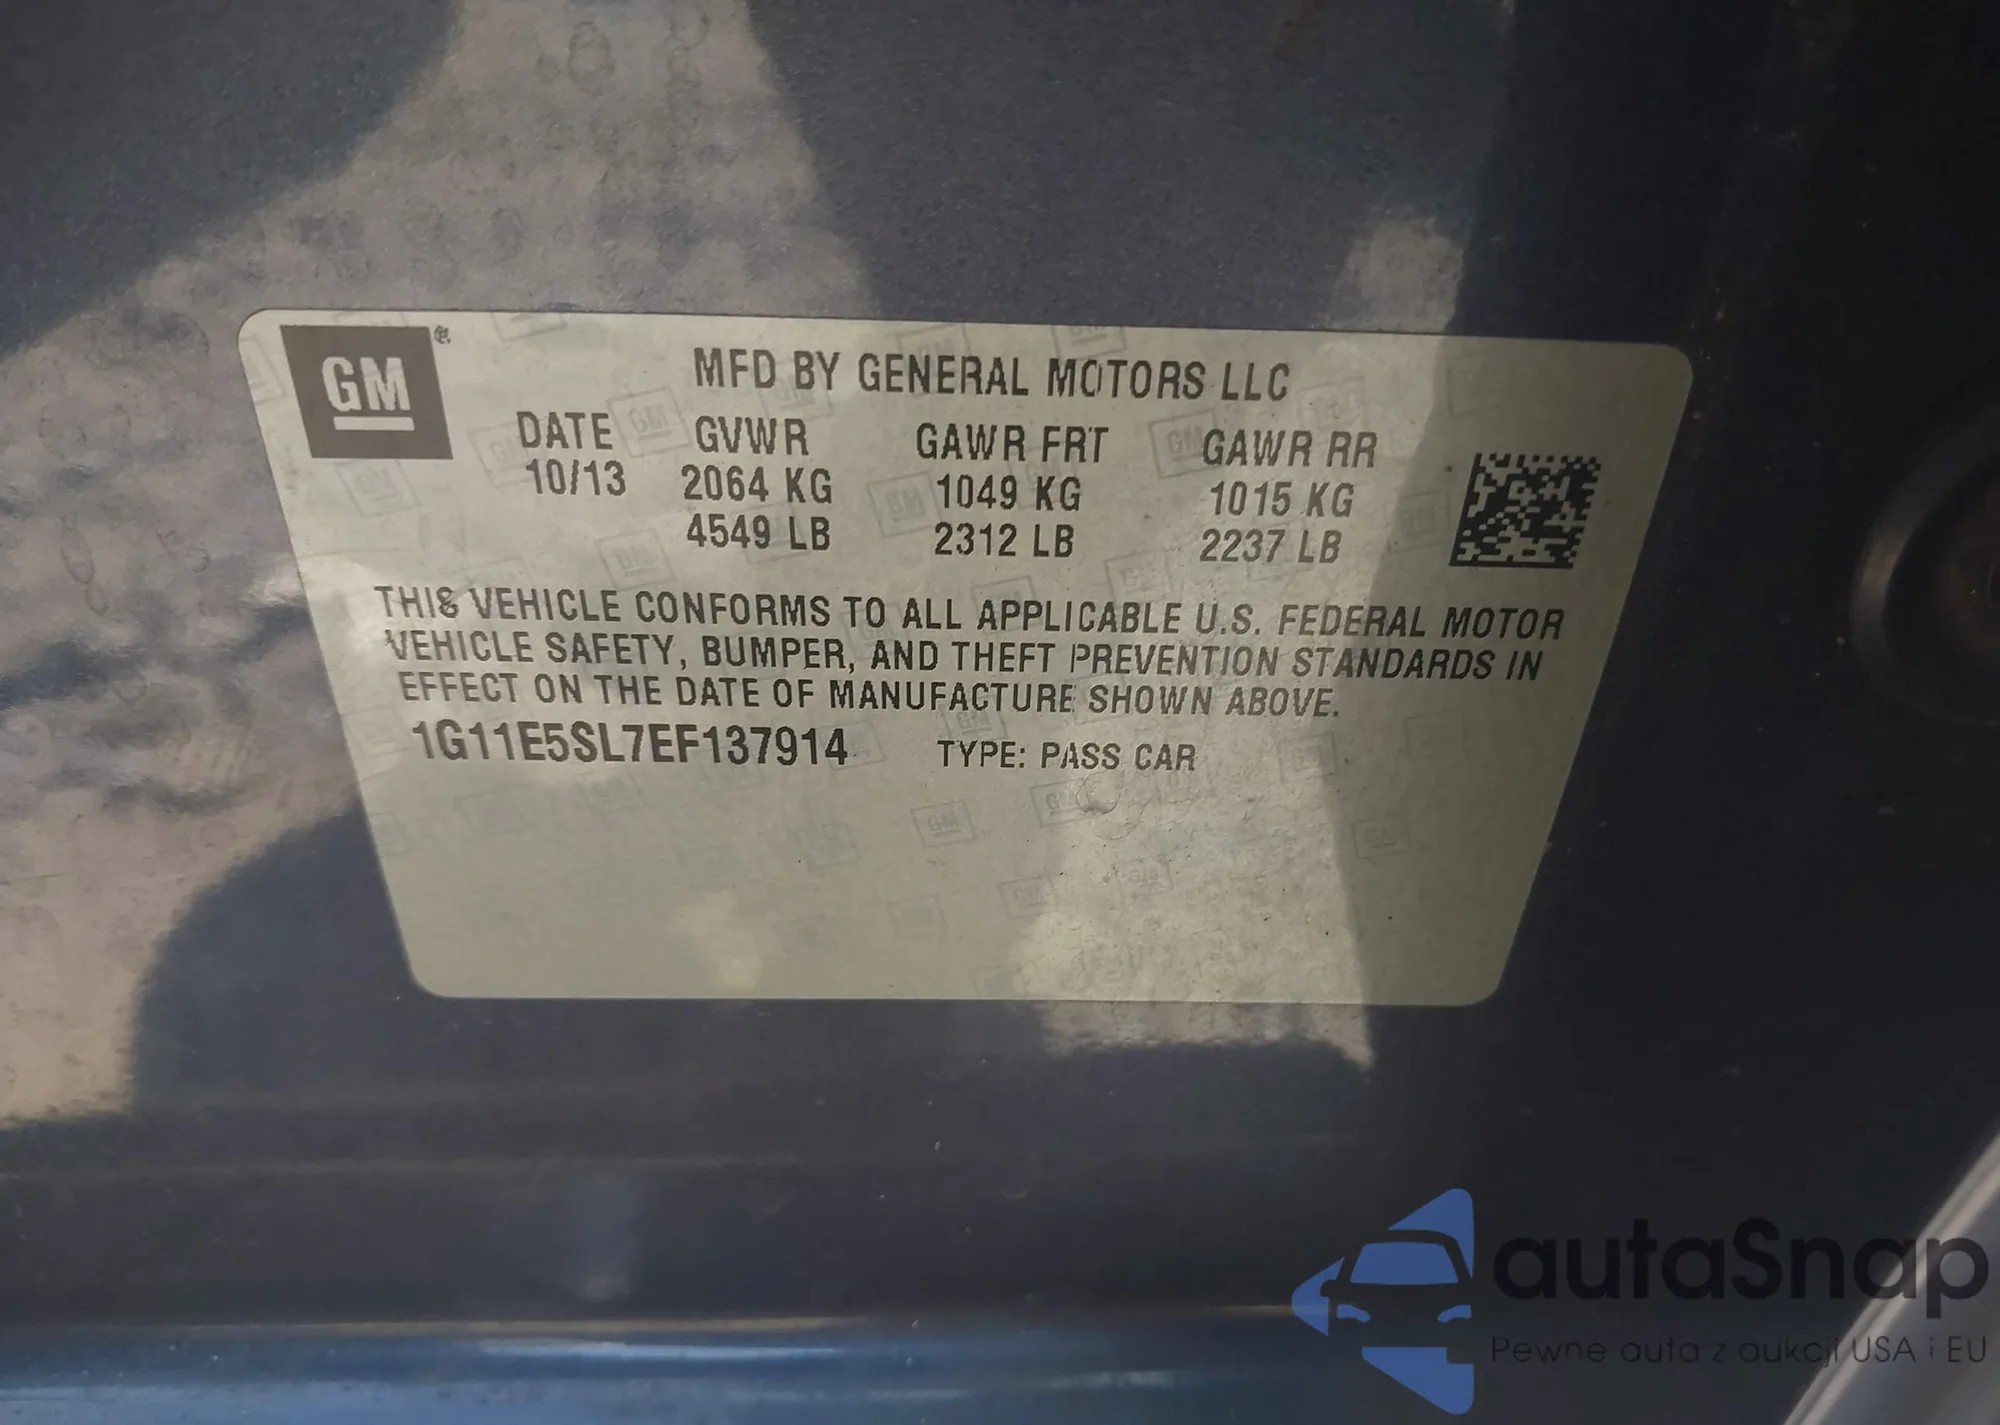 GM
MFD BY GENERAL MOTORS LLC
DATE GVWR GAWR FRT GAWR RR
10/13 2064 KG 1049 KG 1015 KG
4549 LB 2312 LB 2237 LB
THIS VEHICLE CONFORMS TO ALL APPLICABLE U.S. FEDERAL MOTOR
VEHICLE SAFETY, BUMPER, AND THEFT PREVENTION STANDARDS IN
EFFECT ON THE DATE OF MANUFACTURE SHOWN ABOVE.
1G11E5SL7EF137914 TYPE: PASS CAR
autaSnap
Pewne auta z aukcji USA i EU